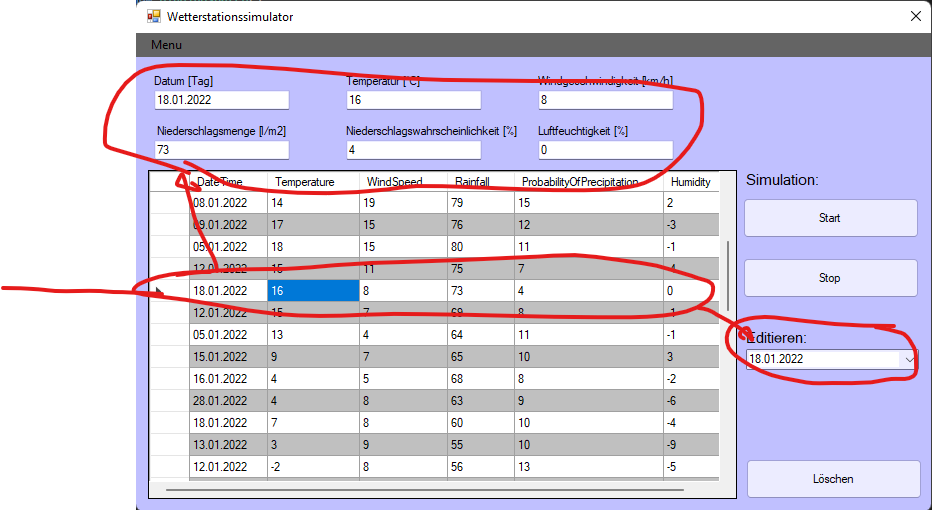 Wetterstationssimulator
Menu
Datum [Tag] Temperatur [°C] Windgeschwindigkeit [km/h]
18.01.2022 16 8
Niederschlagsmenge [l/m2] Niederschlagswahrscheinlichkeit [%] Luftfeuchtigkeit [%]
73 4 0
DateTime Temperature WindSpeed Rainfall ProbabilityOfPrecipitation Humidity
Simulation:
08.01.2022 14 19 79 15 2
Start
09.01.2022 17 15 76 12 -3
05.01.2022 18 15 80 11 -1
12.01.2022 15 11 75 7 -4
Stop
18.01.2022 16 8 73 4 0
12.01.2022 15 7 69 8 -1
05.01.2022 13 4 64 11 -1
Editieren:
15.01.2022 9 7 65 10 3
18.01.2022
16.01.2022 4 5 68 8 -2
28.01.2022 4 8 63 9 -6
18.01.2022 7 8 60 10 -4
13.01.2022 3 9 55 10 -9
12.01.2022 -2 8 56 13 -5
Löschen